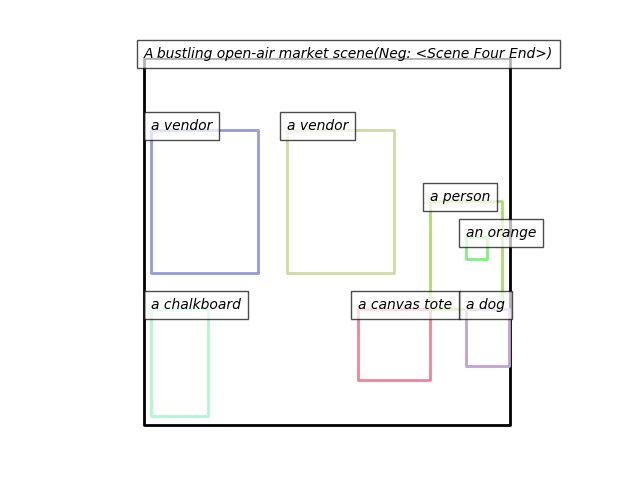 A bustling open-air market scene(Neg: <Scene Four End>)
a vendor
a vendor
a person
an orange
a chalkboard
a canvas tote
a dog